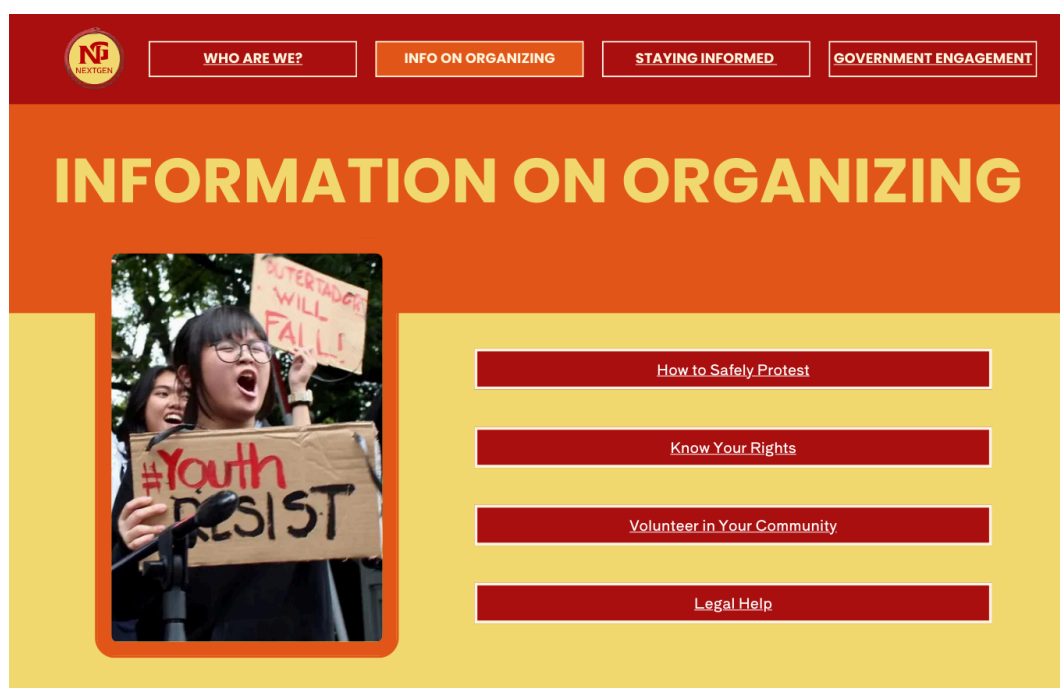 NG
NEXTGEN
WHO ARE WE?
INFO ON ORGANIZING
STAYING INFORMED
GOVERNMENT ENGAGEMENT
INFORMATION ON ORGANIZING
WILL
FALL!
#Youth
RESIST
How to Safely Protest
Know Your Rights
Volunteer in Your Community
Legal Help